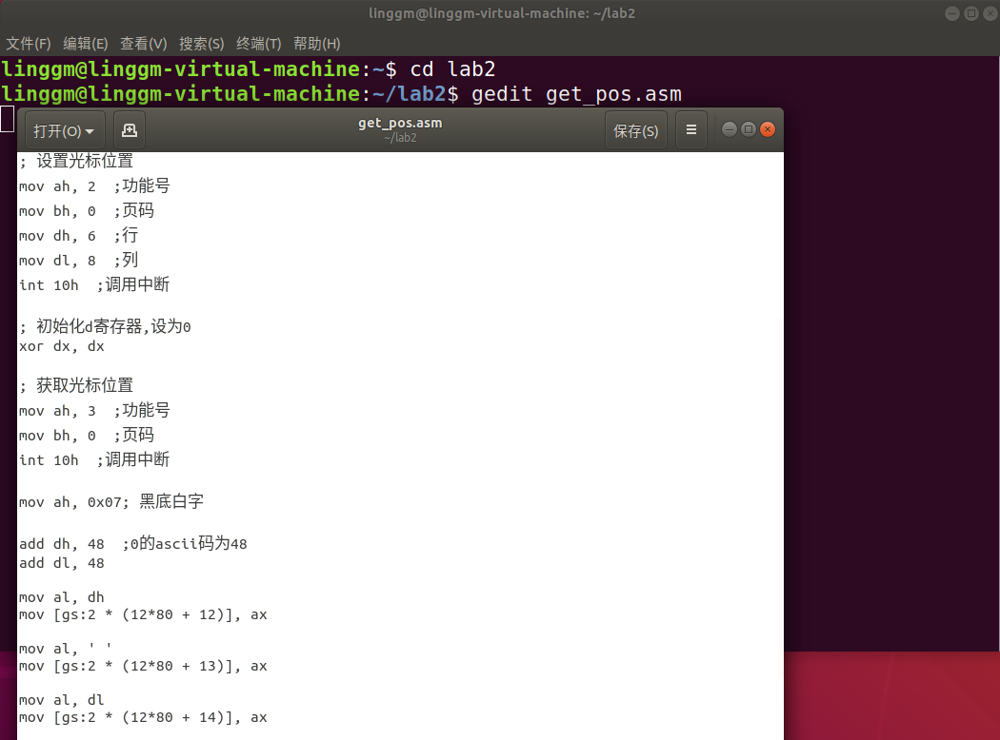 linggm@linggm-virtual-machine: ~/lab2
文件(F) 编辑(E) 查看(V) 搜索(S) 终端(T) 帮助(H)
linggm@linggm-virtual-machine:~$ cd lab2
linggm@linggm-virtual-machine:~/lab2$ gedit get_pos.asm
打开(O) get_pos.asm 保存(S)
~/lab2
; 设置光标位置
mov ah, 2  ;功能号
mov bh, 0  ;页码
mov dh, 6  ;行
mov dl, 8  ;列
int 10h  ;调用中断
; 初始化d寄存器,设为0
xor dx, dx
; 获取光标位置
mov ah, 3  ;功能号
mov bh, 0  ;页码
int 10h  ;调用中断
mov ah, 0x07; 黑底白字
add dh, 48  ;0的ascii码为48
add dl, 48
mov al, dh
mov [gs:2 * (12*80 + 12)], ax
mov al, ' '
mov [gs:2 * (12*80 + 13)], ax
mov al, dl
mov [gs:2 * (12*80 + 14)], ax